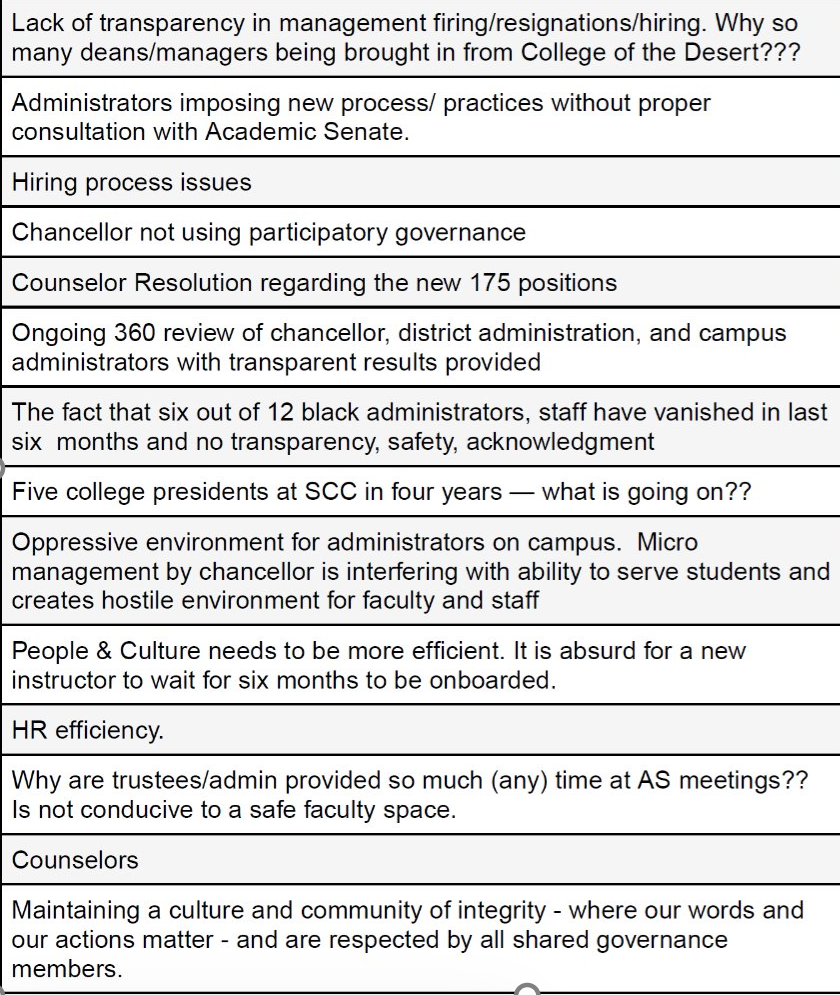 Lack of transparency in management firing/resignations/hiring. Why so
many deans/managers being brought in from College of the Desert???
Administrators imposing new process/ practices without proper
consultation with Academic Senate.
Hiring process issues
Chancellor not using participatory governance
Counselor Resolution regarding the new 175 positions
Ongoing 360 review of chancellor, district administration, and campus
administrators with transparent results provided
The fact that six out of 12 black administrators, staff have vanished in last
six  months and no transparency, safety, acknowledgment
Five college presidents at SCC in four years — what is going on??
Oppressive environment for administrators on campus.  Micro
management by chancellor is interfering with ability to serve students and
creates hostile environment for faculty and staff
People & Culture needs to be more efficient. It is absurd for a new
instructor to wait for six months to be onboarded.
HR efficiency.
Why are trustees/admin provided so much (any) time at AS meetings??
Is not conducive to a safe faculty space.
Counselors
Maintaining a culture and community of integrity - where our words and
our actions matter - and are respected by all shared governance
members.